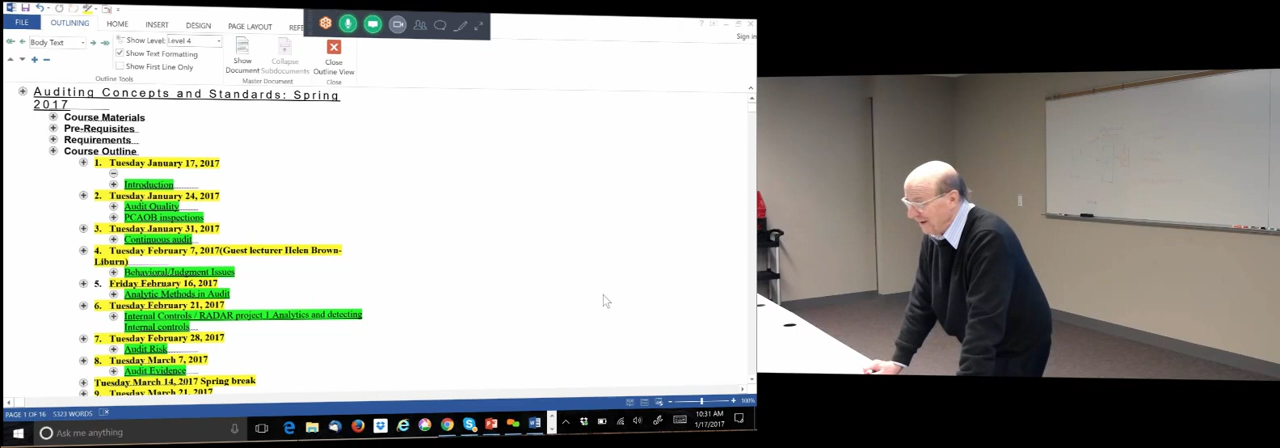 FILE OUTLINING HOME INSERT DESIGN PAGE LAYOUT REFE
Sign in
Body Text
Show Level: Level 4
Show Text Formatting
Show First Line Only
Outline Tools
Show Document
Collapse Subdocuments
Master Document
Close Outline View
Close
Auditing Concepts and Standards: Spring
2017
Course Materials
Pre-Requisites
Requirements
Course Outline
1. Tuesday January 17, 2017
Introduction
2. Tuesday January 24, 2017
Audit Quality
PCAOB inspections
3. Tuesday January 31, 2017
Continuous audit
4. Tuesday February 7, 2017(Guest lecturer Helen Brown-
Liburn)
Behavioral/Judgment Issues
5. Friday February 16, 2017
Analytic Methods in Audit
6. Tuesday February 21, 2017
Internal Controls / RADAR project 1 Analytics and detecting
Internal controls
7. Tuesday February 28, 2017
Audit Risk
8. Tuesday March 7, 2017
Audit Evidence
Tuesday March 14, 2017 Spring break
9. Tuesday March 21, 2017
PAGE 1 OF 16 5323 WORDS
100%
Ask me anything
10:31 AM
1/17/2017